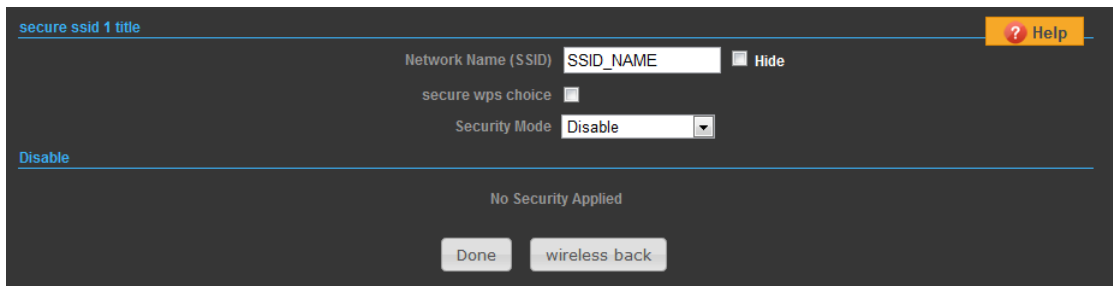 secure ssid 1 title
? Help
Network Name (SSID) SSID_NAME Hide
secure wps choice
Security Mode Disable
Disable
No Security Applied
Done wireless back